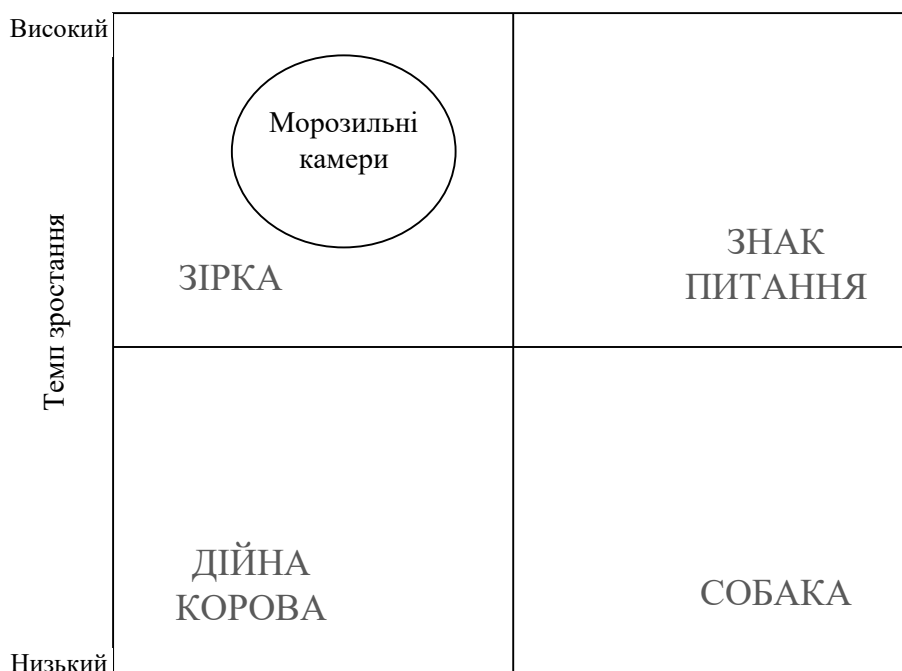 Високий
Морозильні
камери
Темп зростання
ЗІРКА
ЗНАК
ПИТАННЯ
ДІЙНА
КОРОВА
СОБАКА
Низький